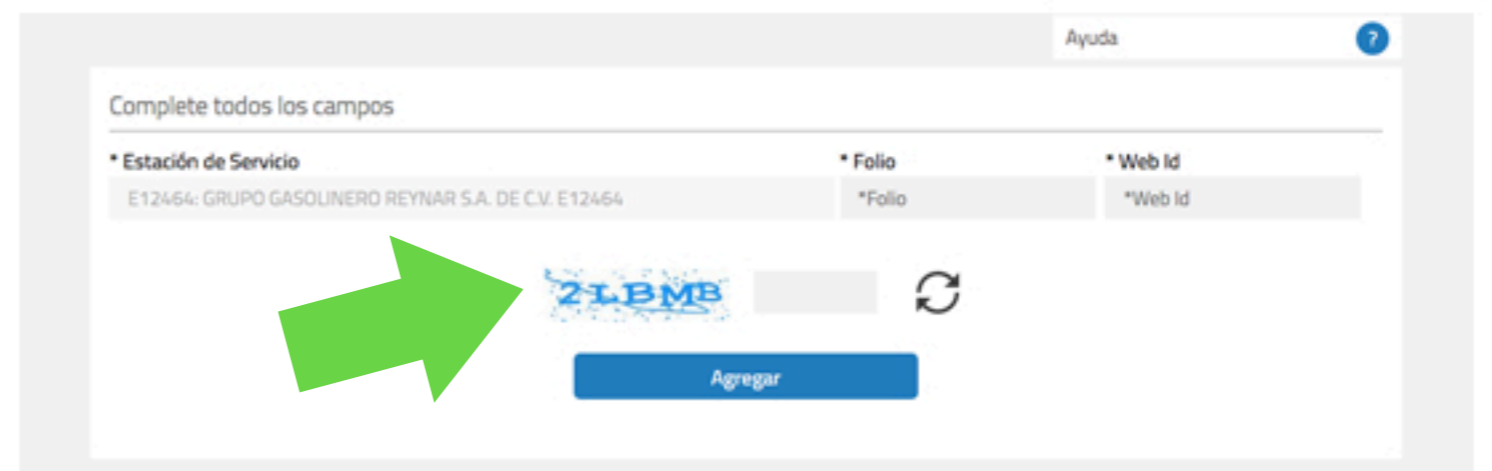 Ayuda ?
Complete todos los campos
* Estación de Servicio * Folio * Web Id
E12464: GRUPO GASOLINERO REYNAR S.A. DE C.V. E12464 *Folio *Web Id
2LBMB
Agregar